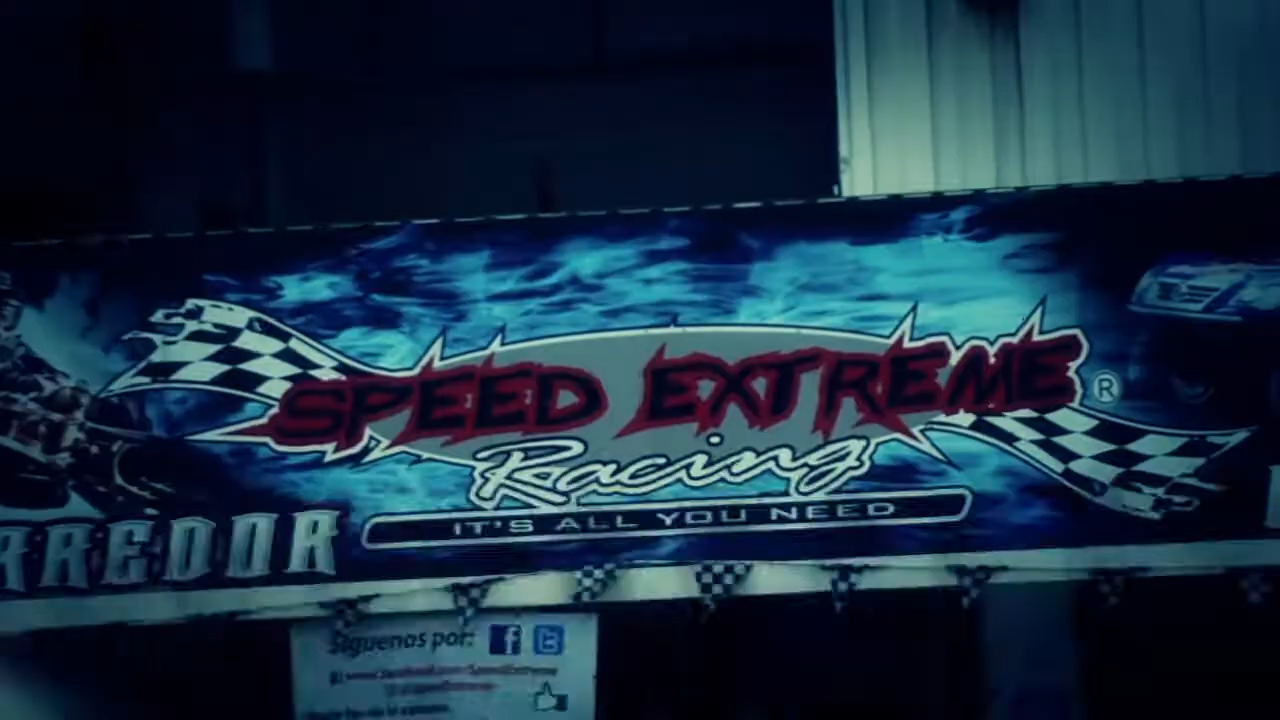 SPEED EXTREME ®
Racing
IT'S ALL YOU NEED
RREDOR
Síguenos por: